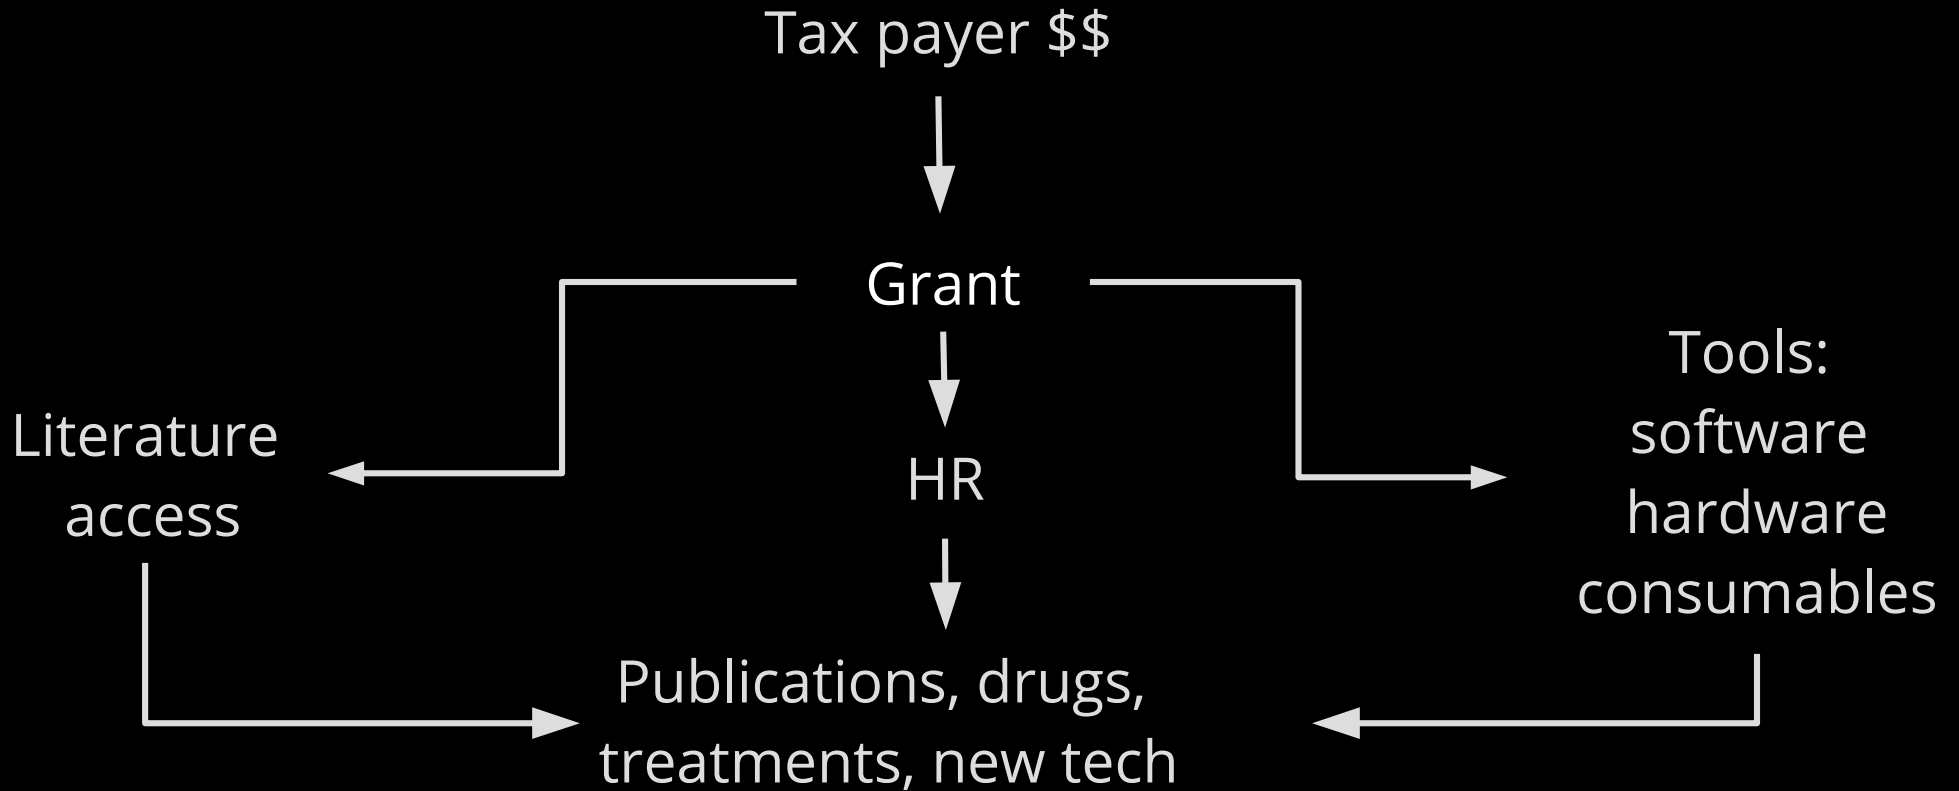 Tax payer $$
Grant
Literature
access
HR
Tools:
software
hardware
consumables
Publications, drugs,
treatments, new tech